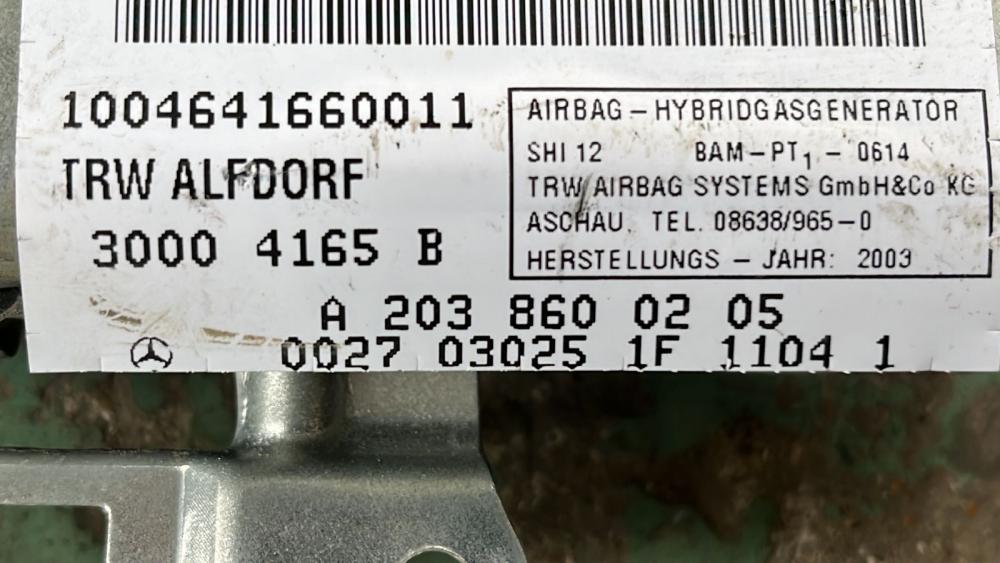 1004641660011
TRW ALFDORF
3000 4165 B
AIRBAG – HYBRIDGASGENERATOR
SHI 12 BAM – PT₁ – 0614
TRW AIRBAG SYSTEMS GmbH&Co KG
ASCHAU. TEL. 08638/965–0
HERSTELLUNGS – JAHR: 2003
A 203 860 02 05
0027 03025 1F 1104 1